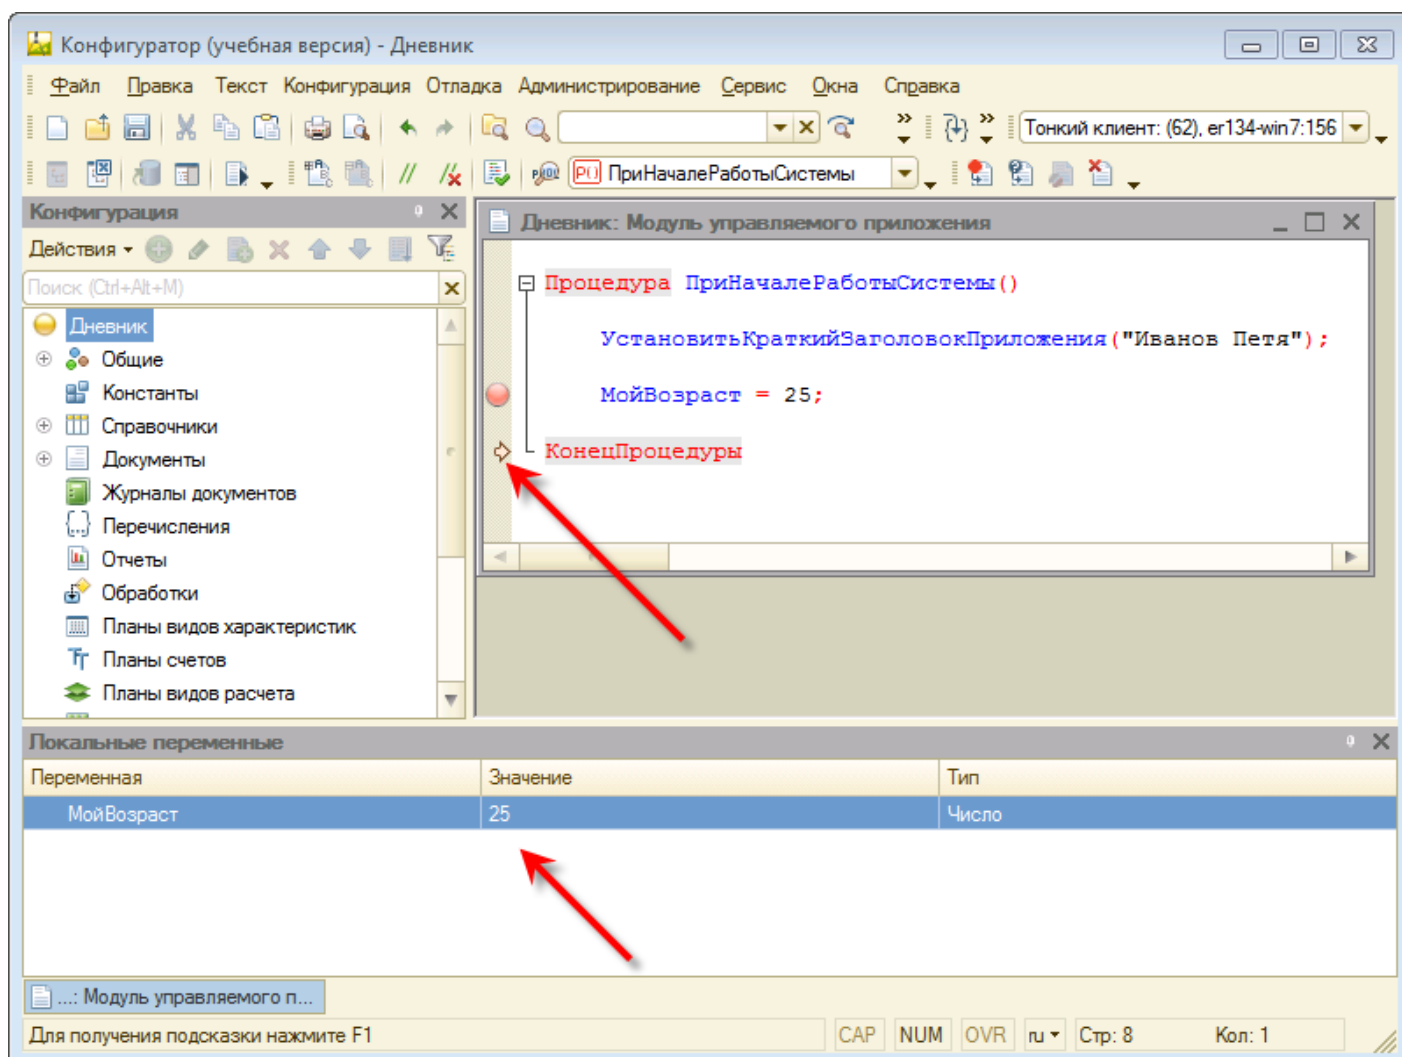 Конфигуратор (учебная версия) - Дневник
Файл Правка Текст Конфигурация Отладка Администрирование Сервис Окна Справка
Тонкий клиент: (62), er134-win7:156
ПриНачалеРаботыСистемы
Конфигурация
Действия
Поиск (Ctrl+Alt+M)
Дневник
Общие
Константы
Справочники
Документы
Журналы документов
Перечисления
Отчеты
Обработки
Планы видов характеристик
Планы счетов
Планы видов расчета
Дневник: Модуль управляемого приложения
Процедура ПриНачалеРаботыСистемы()
УстановитьКраткийЗаголовокПриложения("Иванов Петя");
МойВозраст = 25;
КонецПроцедуры
Локальные переменные
Переменная Значение Тип
МойВозраст 25 Число
...: Модуль управляемого п...
Для получения подсказки нажмите F1 CAP NUM OVR ru Стр: 8 Кол: 1